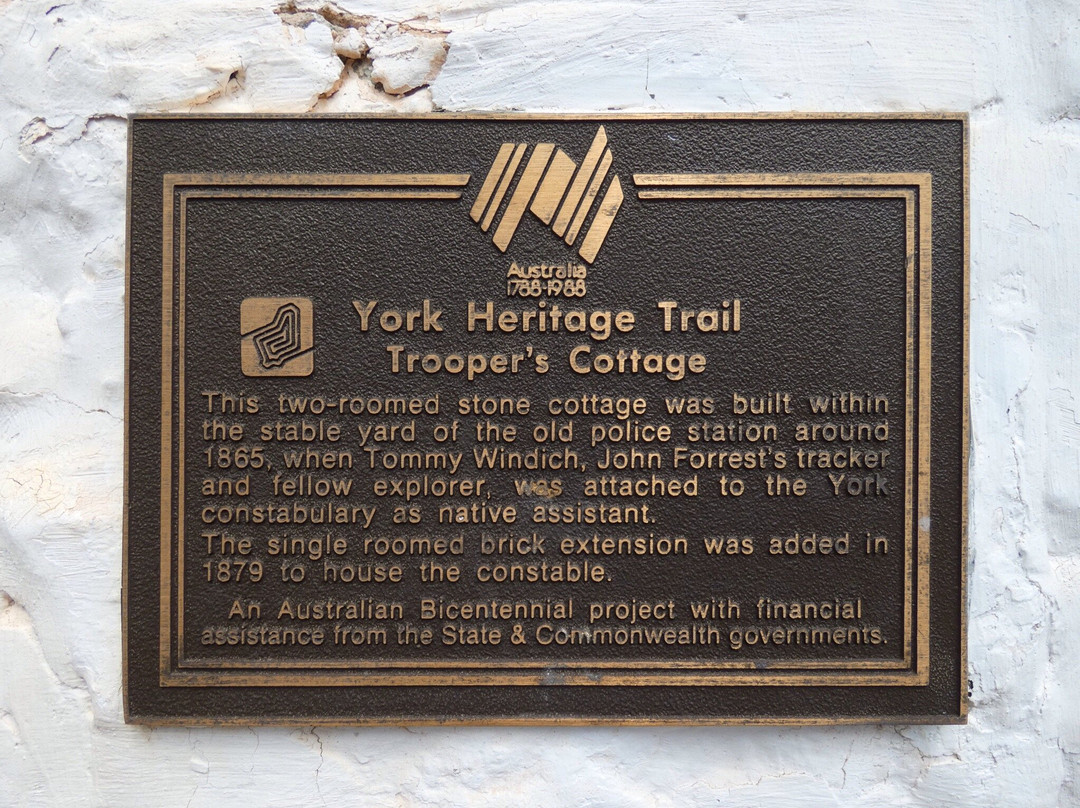 Australia
1788-1988
York Heritage Trail
Trooper's Cottage
This two-roomed stone cottage was built within
the stable yard of the old police station around
1865, when Tommy Windich, John Forrest's tracker
and fellow explorer, was attached to the York
constabulary as native assistant.
The single roomed brick extension was added in
1879 to house the constable.
An Australian Bicentennial project with financial
assistance from the State & Commonwealth governments.